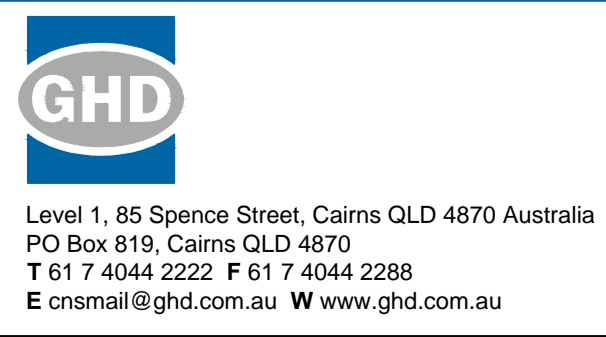 GHD
Level 1, 85 Spence Street, Cairns QLD 4870 Australia
PO Box 819, Cairns QLD 4870
T 61 7 4044 2222 F 61 7 4044 2288
E cnsmail@ghd.com.au W www.ghd.com.au